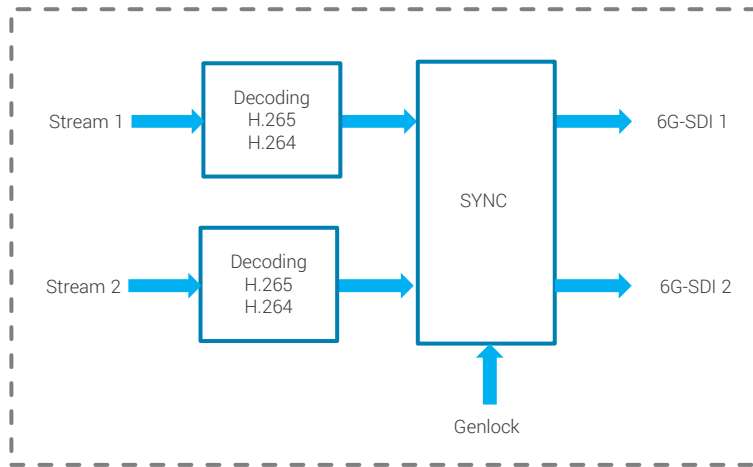 Stream 1
Decoding
H.265
H.264
6G-SDI 1
SYNC
Stream 2
Decoding
H.265
H.264
6G-SDI 2
Genlock